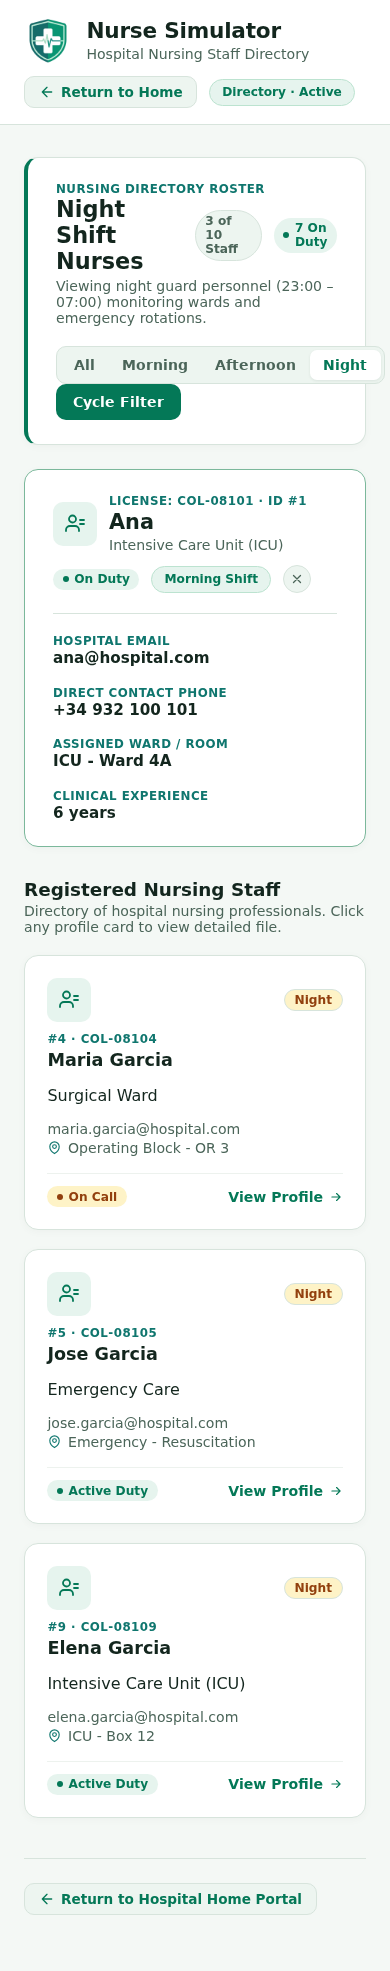 Nurse Simulator
Hospital Nursing Staff Directory
Return to Home
Directory · Active
NURSING DIRECTORY ROSTER
Night
Shift
Nurses
3 of
10
Staff
7 On
Duty
Viewing night guard personnel (23:00 –
07:00) monitoring wards and
emergency rotations.
All
Morning
Afternoon
Night
Cycle Filter
LICENSE: COL-08101 · ID #1
Ana
Intensive Care Unit (ICU)
On Duty
Morning Shift
HOSPITAL EMAIL
ana@hospital.com
DIRECT CONTACT PHONE
+34 932 100 101
ASSIGNED WARD / ROOM
ICU - Ward 4A
CLINICAL EXPERIENCE
6 years
Registered Nursing Staff
Directory of hospital nursing professionals. Click
any profile card to view detailed file.
Night
#4 · COL-08104
Maria Garcia
Surgical Ward
maria.garcia@hospital.com
Operating Block - OR 3
On Call
View Profile →
Night
#5 · COL-08105
Jose Garcia
Emergency Care
jose.garcia@hospital.com
Emergency - Resuscitation
Active Duty
View Profile →
Night
#9 · COL-08109
Elena Garcia
Intensive Care Unit (ICU)
elena.garcia@hospital.com
ICU - Box 12
Active Duty
View Profile →
Return to Hospital Home Portal